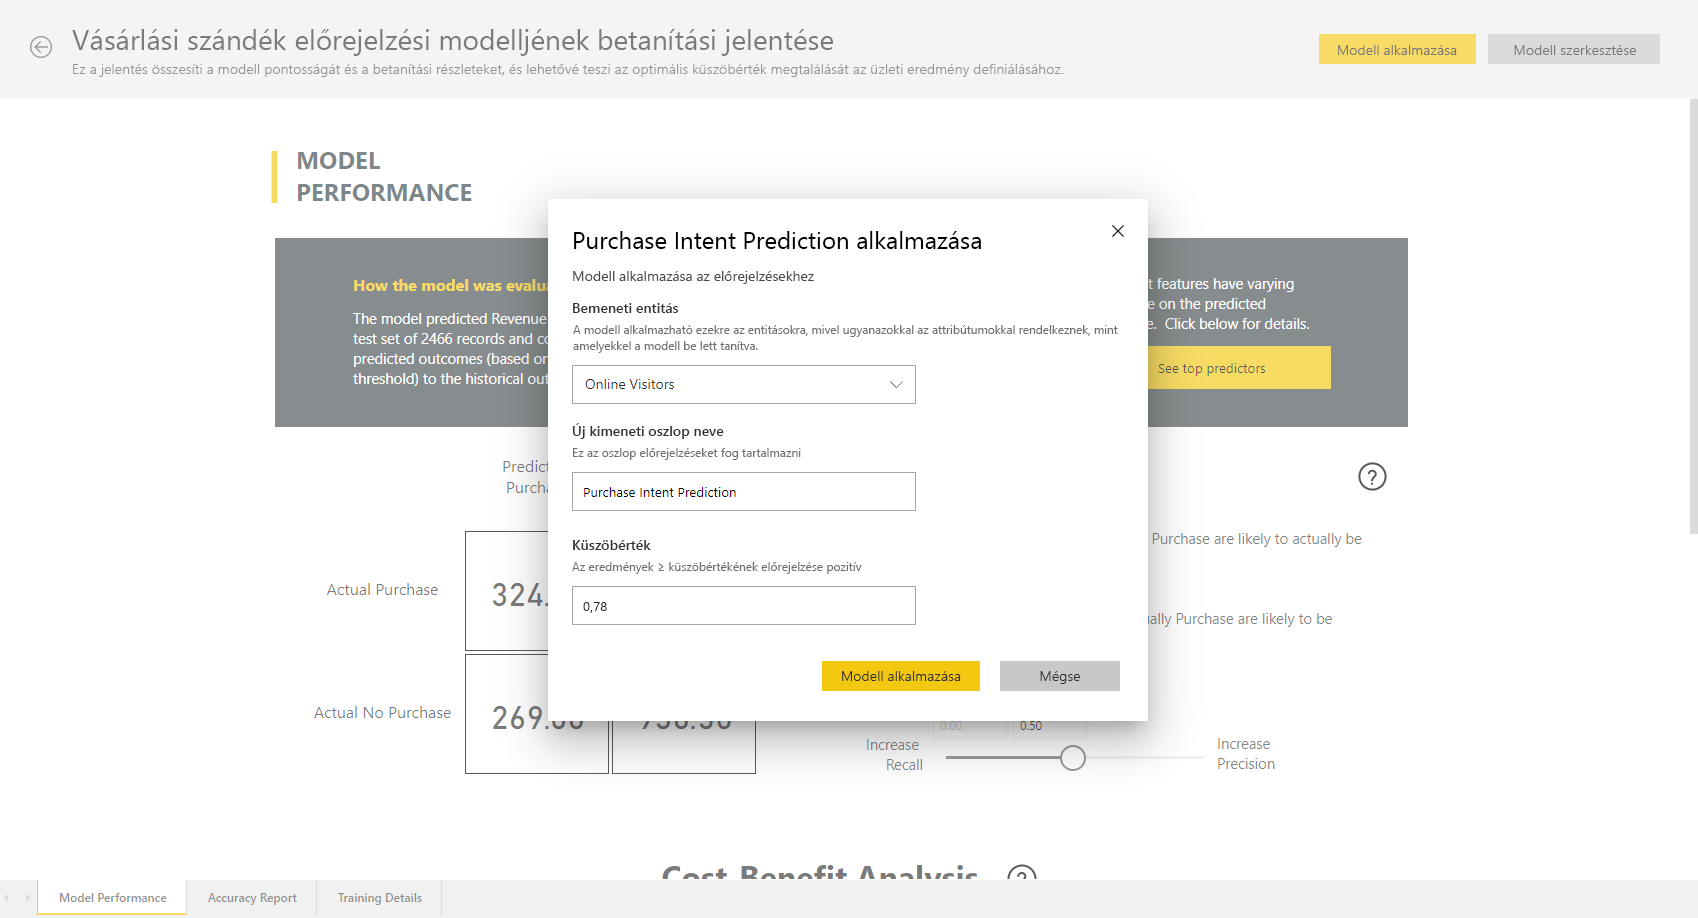 Vásárlási szándék előrejelzési modelljének betanítási jelentése
Ez a jelentés összesíti a modell pontosságát és a betanítási részleteket, és lehetővé teszi az optimális küszöbérték megtalálását az üzleti eredmény definiálásához.
Modell alkalmazása
Modell szerkesztése
MODEL
PERFORMANCE
How the model was
The model predicted Revenue
test set of 2466 records and
predicted outcomes (based on
threshold) to the historical
features have varying
on the predicted
Click below for details.
See top predictors
Purchase Intent Prediction alkalmazása
Modell alkalmazása az előrejelzésekhez
Bemeneti entitás
A modell alkalmazható ezekre az entitásokra, mivel ugyanazokkal az attribútumokkal rendelkeznek, mint
amelyekkel a modell be lett tanítva.
Online Visitors
Új kimeneti oszlop neve
Ez az oszlop előrejelzéseket fog tartalmazni
Purchase Intent Prediction
Küszöbérték
Az eredmények ≥ küszöbértékének előrejelzése pozitív
0,78
Modell alkalmazása
Mégse
?
Purchase are likely to actually be
Purchase are likely to be
Actual Purchase
324.
Actual No Purchase
0.00
0.50
Increase
Recall
Increase
Precision
Cost Benefit Analysis
?
Model Performance
Accuracy Report
Training Details